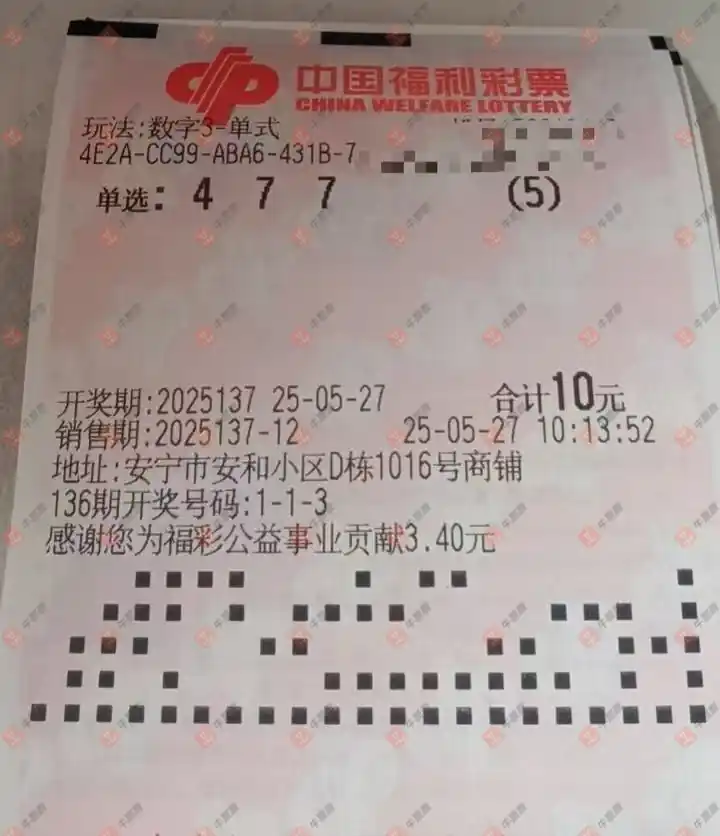 中国福利彩票
CHINA WELFARE LOTTERY
玩法:数字3-单式
4E2A-CC99-ABA6-431B-7
单选: 4 7 7 (5)
开奖期:2025137 25-05-27 合计10元
销售期:2025137-12 25-05-27 10:13:52
地址:安宁市安和小区D栋1016号商铺
136期开奖号码:1-1-3
感谢您为福彩公益事业贡献3.40元